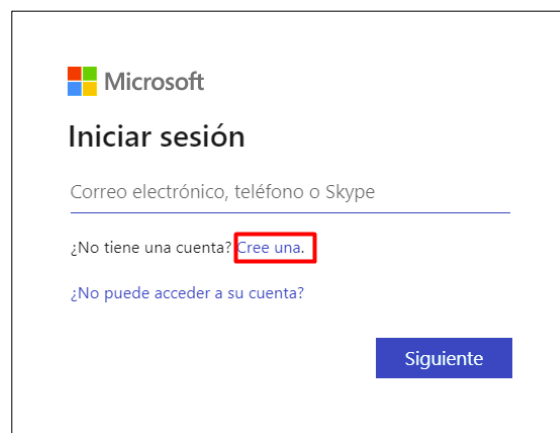 Microsoft
Iniciar sesión
Correo electrónico, teléfono o Skype
¿No tiene una cuenta? Cree una.
¿No puede acceder a su cuenta?
Siguiente